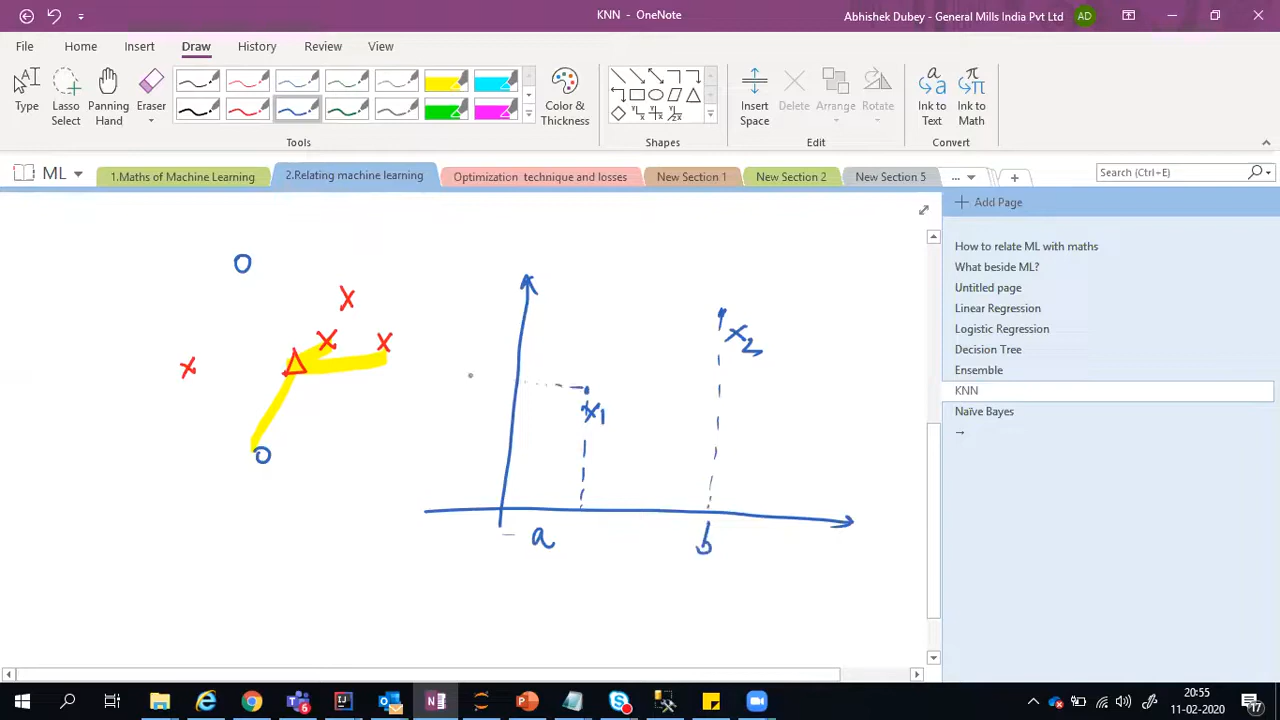 KNN - OneNote
Abhishek Dubey - General Mills India Pvt Ltd AD
File Home Insert Draw History Review View
Type
Lasso Select
Panning Hand
Eraser
Color & Thickness
Insert Space
Delete
Arrange
Rotate
Ink to Text
Ink to Math
Tools
Shapes
Edit
Convert
ML
1.Maths of Machine Learning
2.Relating machine learning
Optimization technique and losses
New Section 1
New Section 2
New Section 5
...
Search (Ctrl+E)
Add Page
How to relate ML with maths
What beside ML?
Untitled page
Linear Regression
Logistic Regression
Decision Tree
Ensemble
KNN
Naïve Bayes
→
O
X
X X
X
O
x1
x2
a
b
20:55
11-02-2020
17